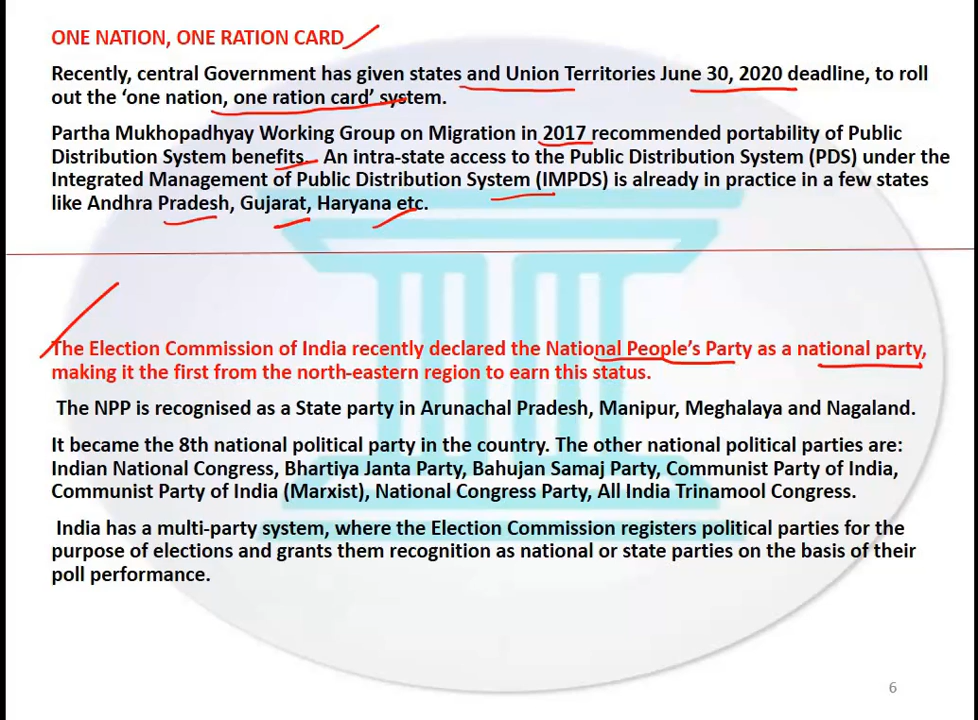 ONE NATION, ONE RATION CARD
Recently, central Government has given states and Union Territories June 30, 2020 deadline, to roll
out the ‘one nation, one ration card’ system.
Partha Mukhopadhyay Working Group on Migration in 2017 recommended portability of Public
Distribution System benefits. An intra-state access to the Public Distribution System (PDS) under the
Integrated Management of Public Distribution System (IMPDS) is already in practice in a few states
like Andhra Pradesh, Gujarat, Haryana etc.
The Election Commission of India recently declared the National People’s Party as a national party,
making it the first from the north-eastern region to earn this status.
The NPP is recognised as a State party in Arunachal Pradesh, Manipur, Meghalaya and Nagaland.
It became the 8th national political party in the country. The other national political parties are:
Indian National Congress, Bhartiya Janta Party, Bahujan Samaj Party, Communist Party of India,
Communist Party of India (Marxist), National Congress Party, All India Trinamool Congress.
India has a multi-party system, where the Election Commission registers political parties for the
purpose of elections and grants them recognition as national or state parties on the basis of their
poll performance.
6